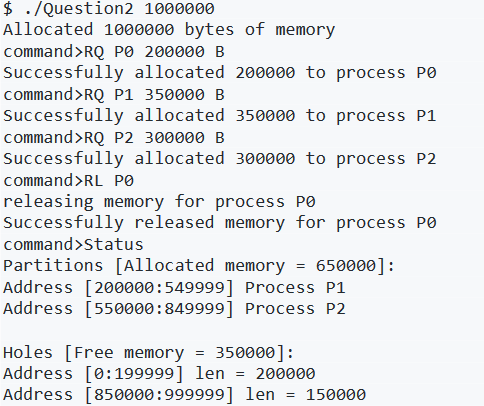 $ ./Question2 1000000
Allocated 1000000 bytes of memory
command>RQ P0 200000 B
Successfully allocated 200000 to process P0
command>RQ P1 350000 B
Successfully allocated 350000 to process P1
command>RQ P2 300000 B
Successfully allocated 300000 to process P2
command>RL P0
releasing memory for process P0
Successfully released memory for process P0
command>Status
Partitions [Allocated memory = 650000]:
Address [200000:549999] Process P1
Address [550000:849999] Process P2
Holes [Free memory = 350000]:
Address [0:199999] len = 200000
Address [850000:999999] len = 150000